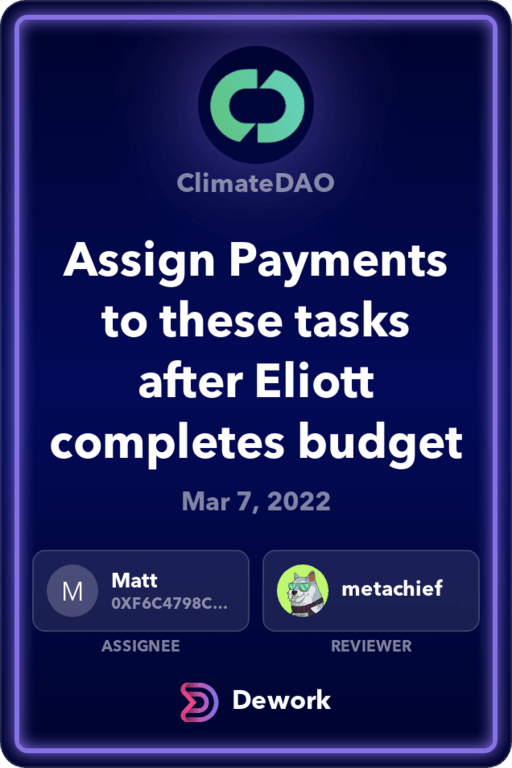 ClimateDAO
Assign Payments
to these tasks
after Eliott
completes budget
Mar 7, 2022
M
Matt
0XF6C4798C...
metachief
ASSIGNEE
REVIEWER
Dework